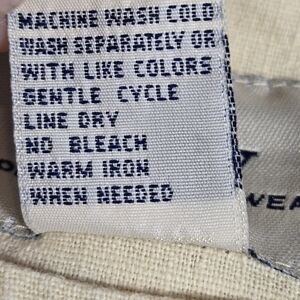 MACHINE WASH COLD
WASH SEPARATELY OR
WITH LIKE COLORS
GENTLE CYCLE
LINE DRY
NO BLEACH
WARM IRON
WHEN NEEDED